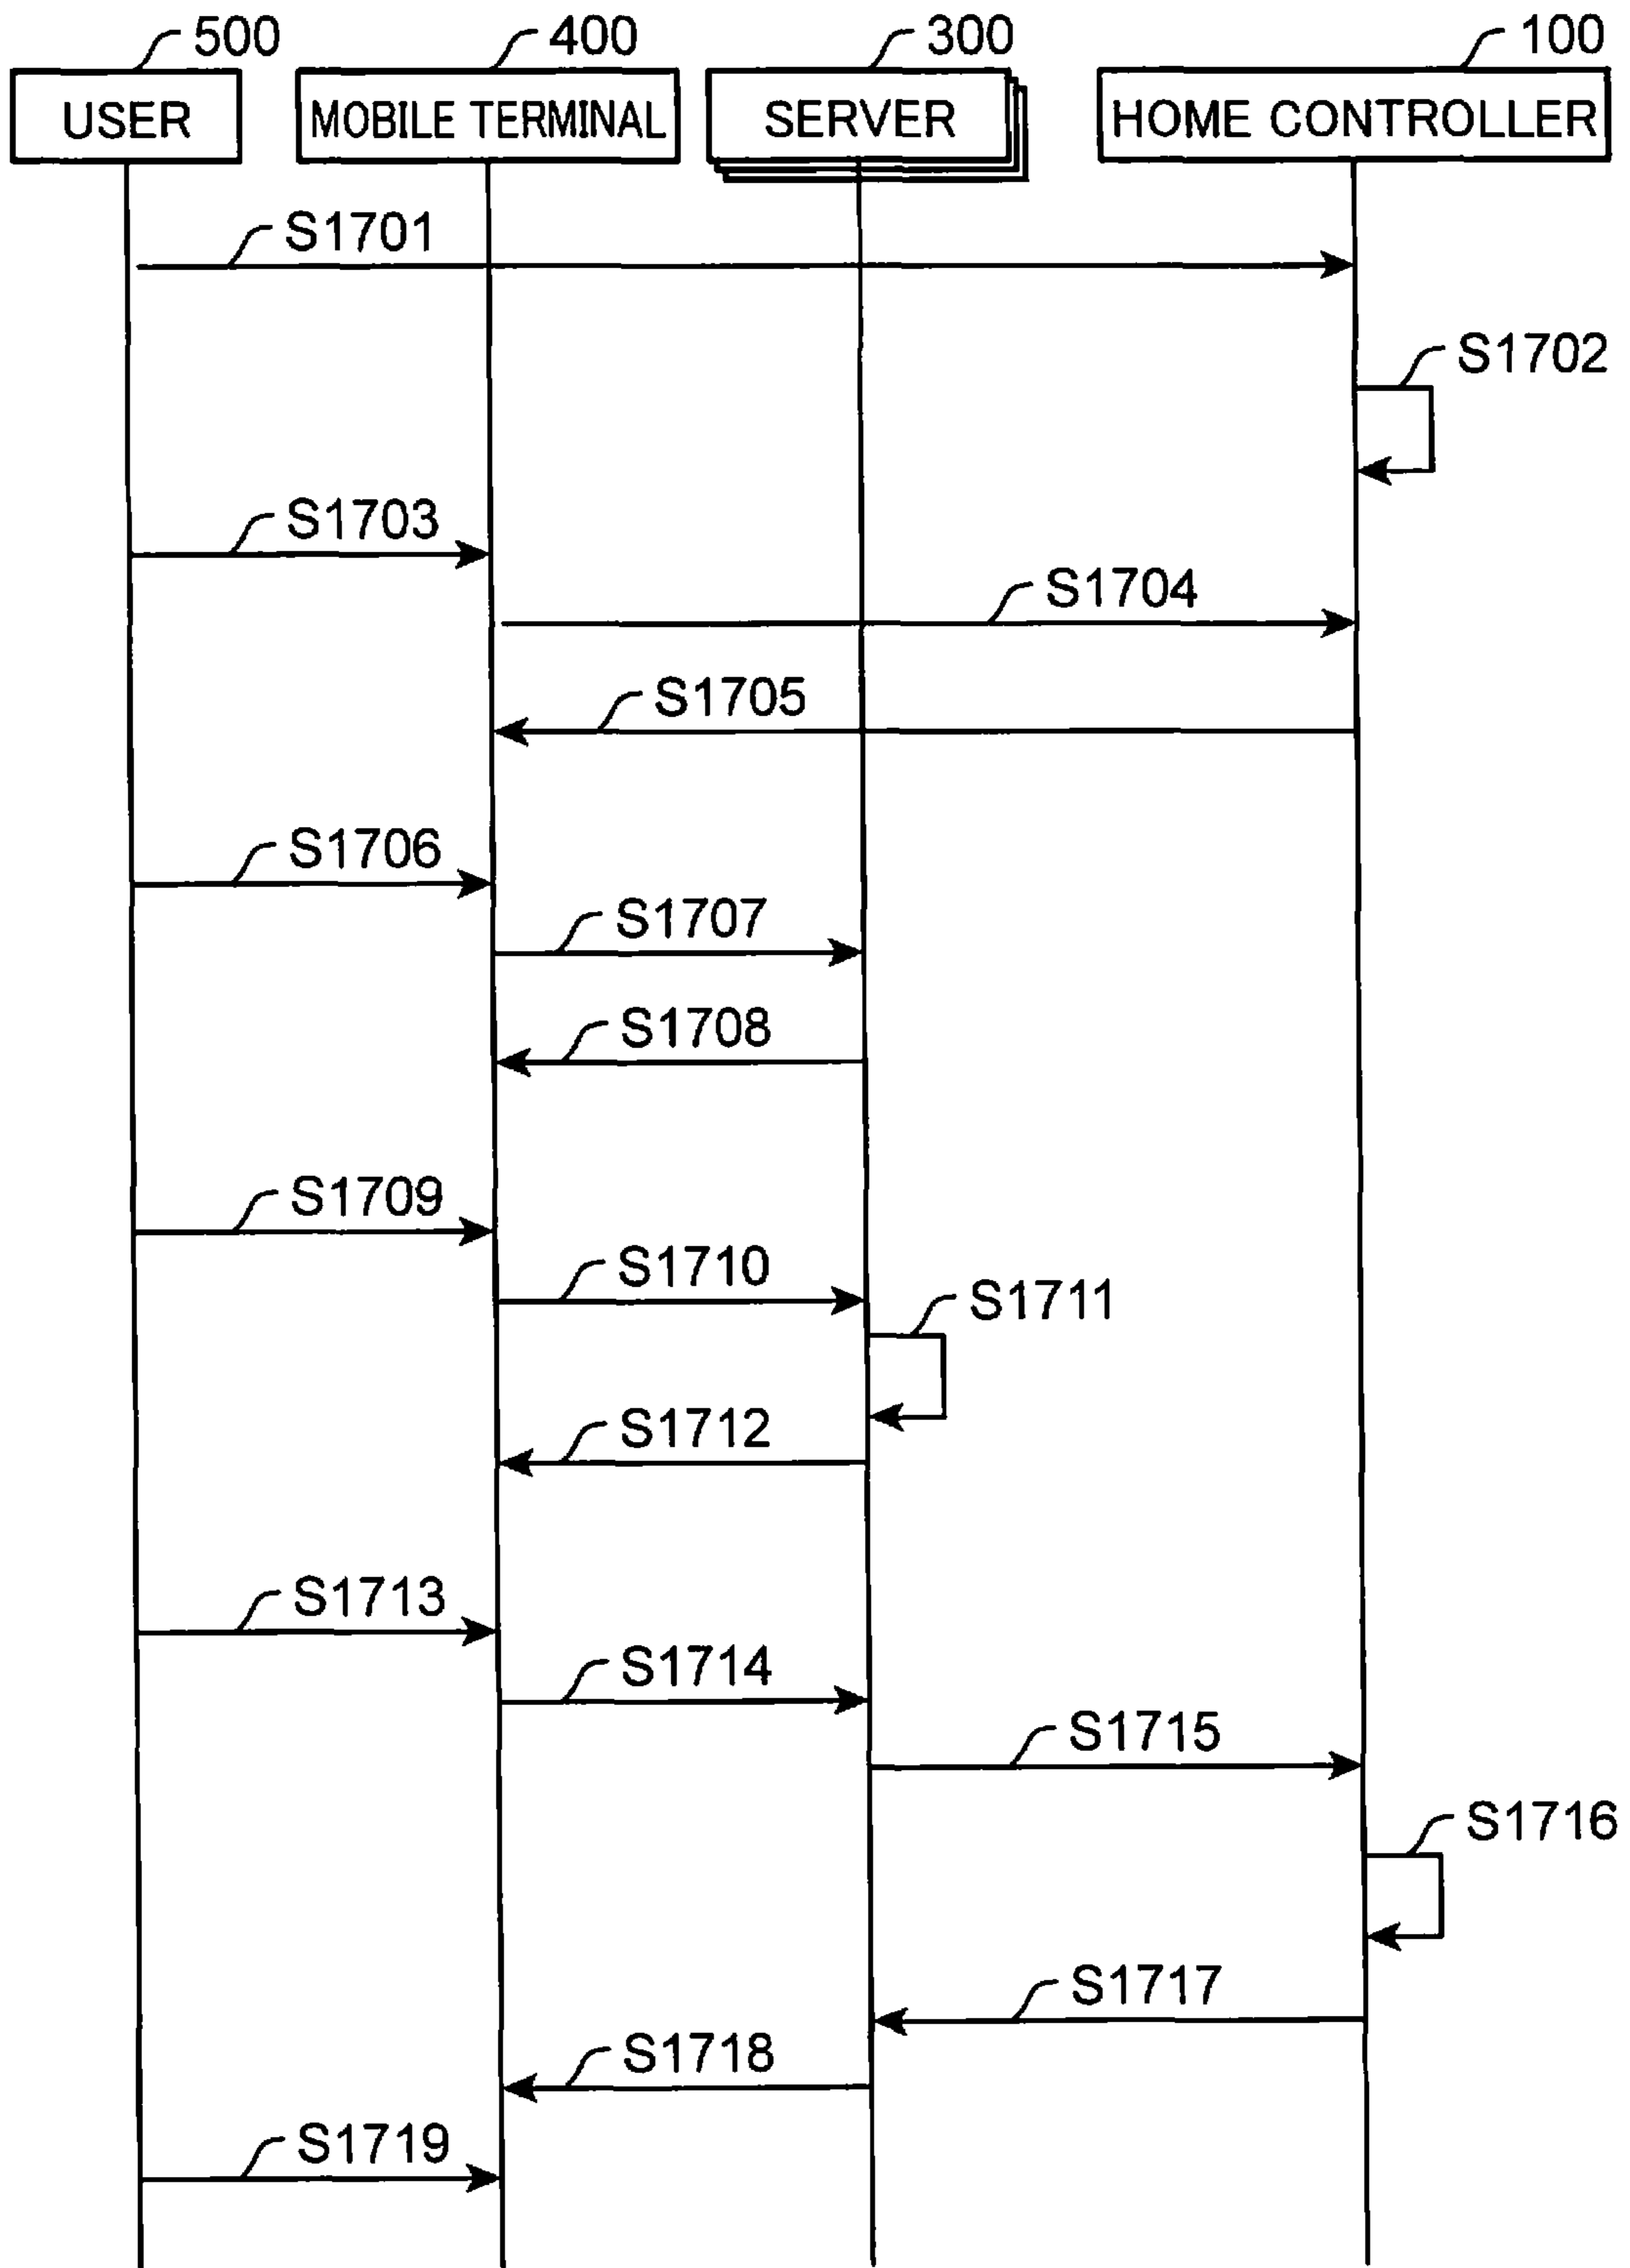 500
400
300
100
USER
MOBILE TERMINAL
SERVER
HOME CONTROLLER
S1701
S1702
S1703
S1704
S1705
S1706
S1707
S1708
S1709
S1710
S1711
S1712
S1713
S1714
S1715
S1716
S1717
S1718
S1719